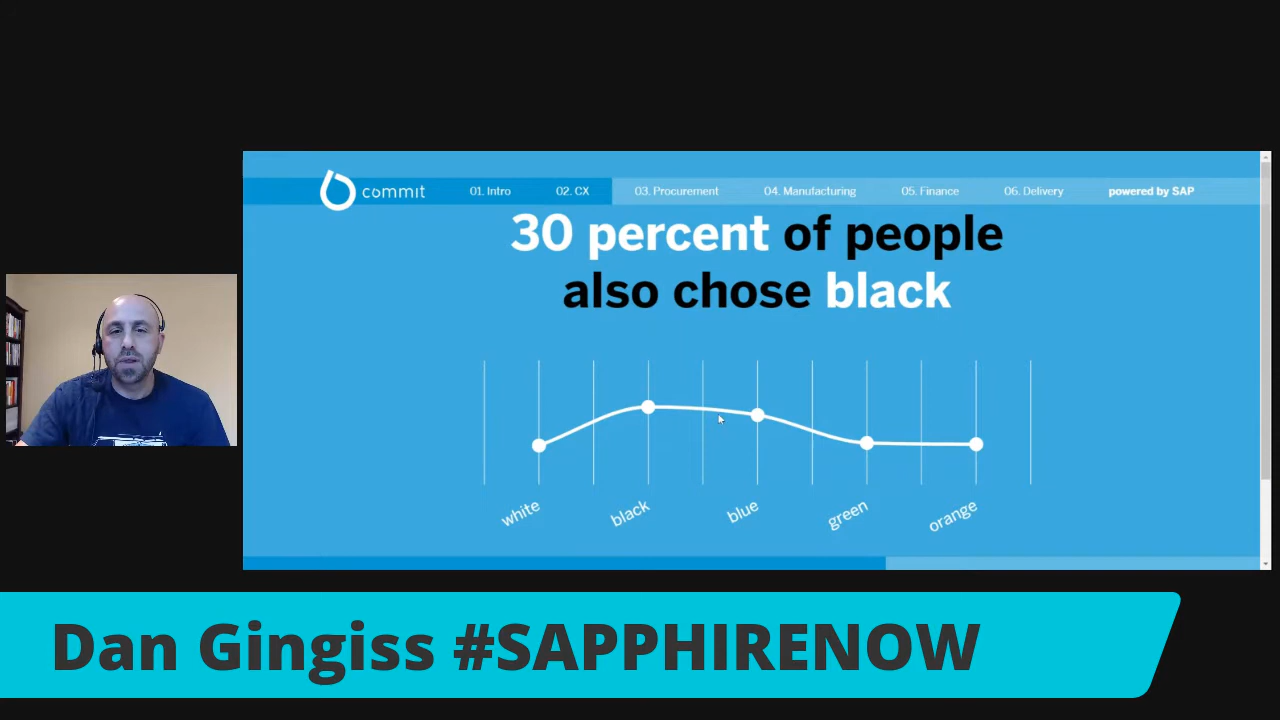 commit
01. Intro
02. CX
03. Procurement
04. Manufacturing
05. Finance
06. Delivery
powered by SAP
30 percent of people
also chose black
white
black
blue
green
orange
Dan Gingiss #SAPPHIRENOW